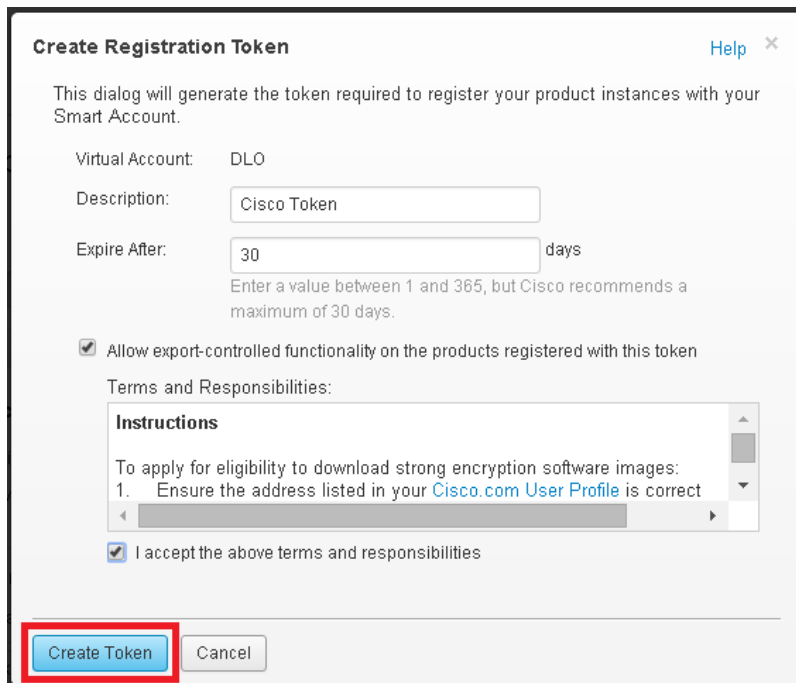 Create Registration Token
Help ×
This dialog will generate the token required to register your product instances with your
Smart Account.
Virtual Account: DLO
Description: Cisco Token
Expire After: 30 days
Enter a value between 1 and 365, but Cisco recommends a
maximum of 30 days.
Allow export-controlled functionality on the products registered with this token
Terms and Responsibilities:
Instructions
To apply for eligibility to download strong encryption software images:
1. Ensure the address listed in your Cisco.com User Profile is correct
I accept the above terms and responsibilities
Create Token Cancel